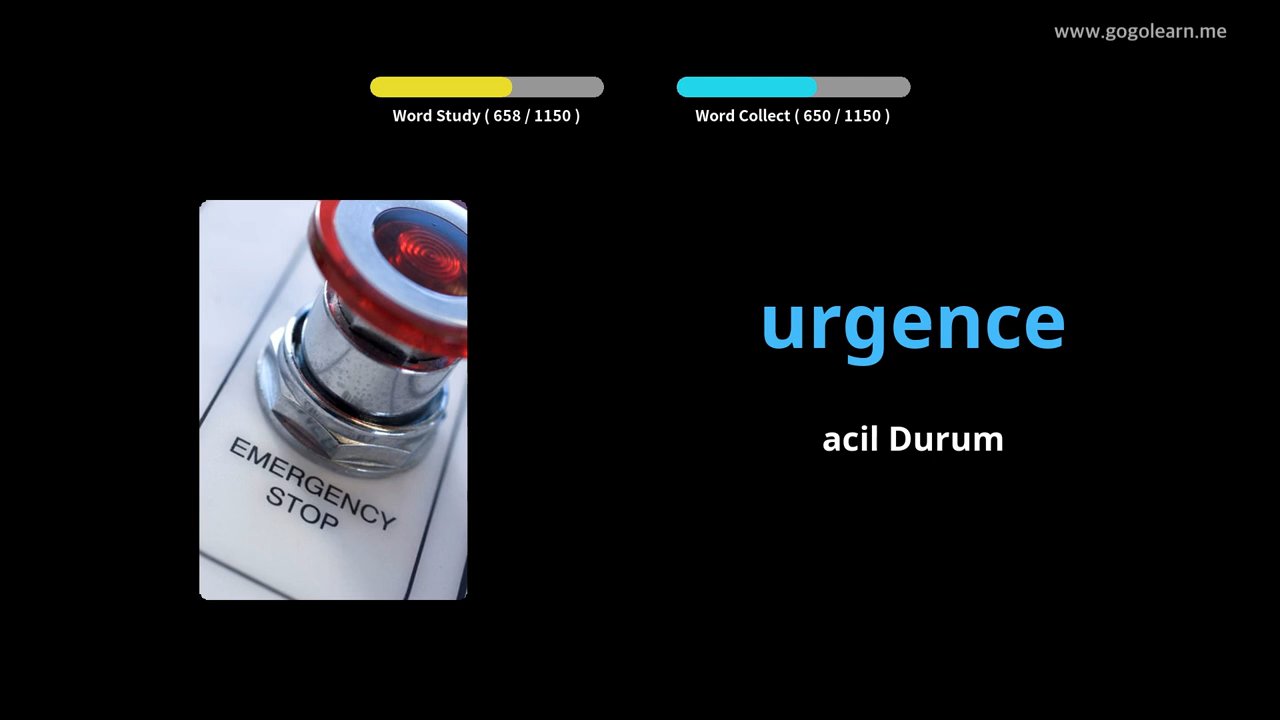 www.gogolearn.me
Word Study ( 658 / 1150 )
Word Collect ( 650 / 1150 )
EMERGENCY
STOP
urgence
acil Durum